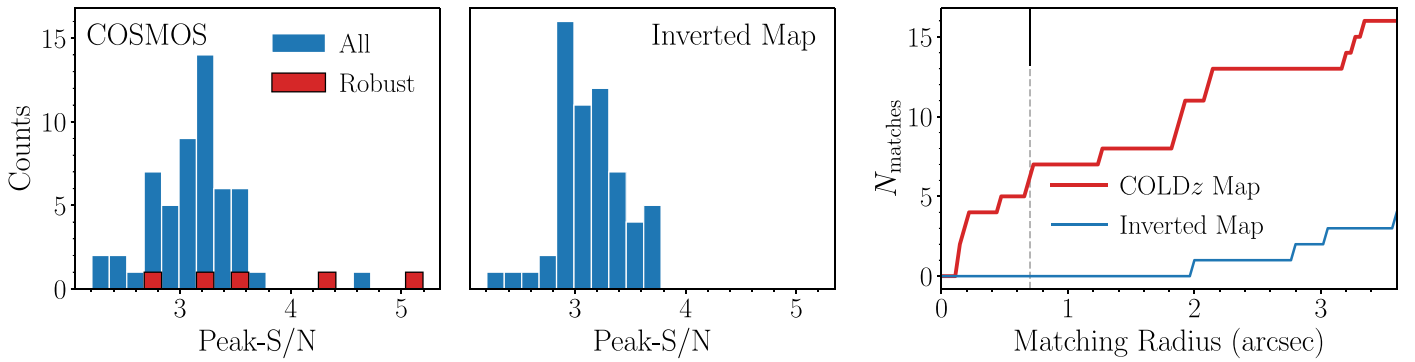 COSMOS
All
Robust
Counts
0
5
10
15
3
4
5
Peak-S/N
Inverted Map
3
4
5
Peak-S/N
N_matches
0
5
10
15
COLDz Map
Inverted Map
0
1
2
3
Matching Radius (arcsec)